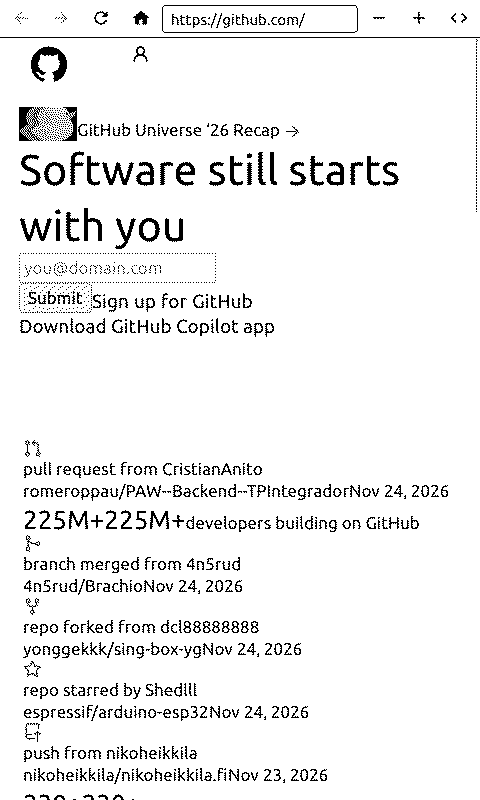 https://github.com/
GitHub Universe '26 Recap →
Software still starts
with you
you@domain.com
Submit Sign up for GitHub
Download GitHub Copilot app
pull request from CristianAnito
romeroppau/PAW--Backend--TPIntegradorNov 24, 2026
225M+225M+developers building on GitHub
branch merged from 4n5rud
4n5rud/BrachioNov 24, 2026
repo forked from dcl88888888
yonggekkk/sing-box-ygNov 24, 2026
repo starred by Shedlll
espressif/arduino-esp32Nov 24, 2026
push from nikoheikkila
nikoheikkila/nikoheikkila.fiNov 23, 2026